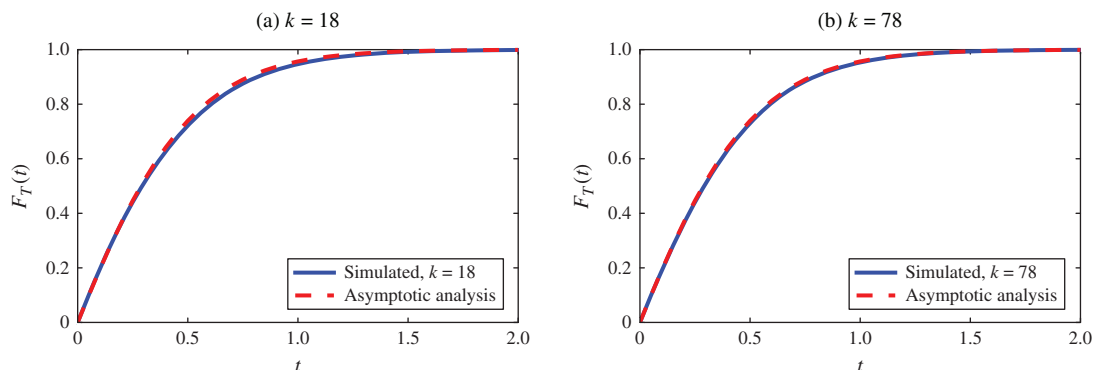 (a) k = 18
F_T(t)
1.0
0.8
0.6
0.4
0.2
0
0 0.5 1.0 1.5 2.0
t
Simulated, k = 18
Asymptotic analysis
(b) k = 78
F_T(t)
1.0
0.8
0.6
0.4
0.2
0
0 0.5 1.0 1.5 2.0
t
Simulated, k = 78
Asymptotic analysis